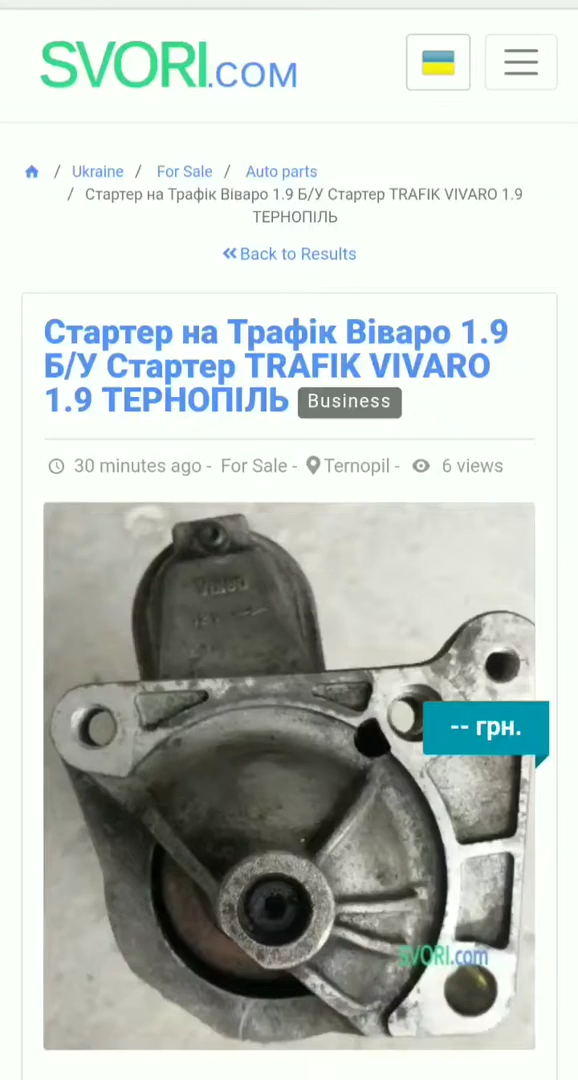 SVORI.COM
/ Ukraine / For Sale / Auto parts
/ Стартер на Трафік Віваро 1.9 Б/У Стартер TRAFIK VIVARO 1.9
ТЕРНОПІЛЬ
Back to Results
Стартер на Трафік Віваро 1.9
Б/У Стартер TRAFIK VIVARO
1.9 ТЕРНОПІЛЬ Business
30 minutes ago - For Sale - Ternopil - 6 views
Valeo
-- грн.
SVORI.com